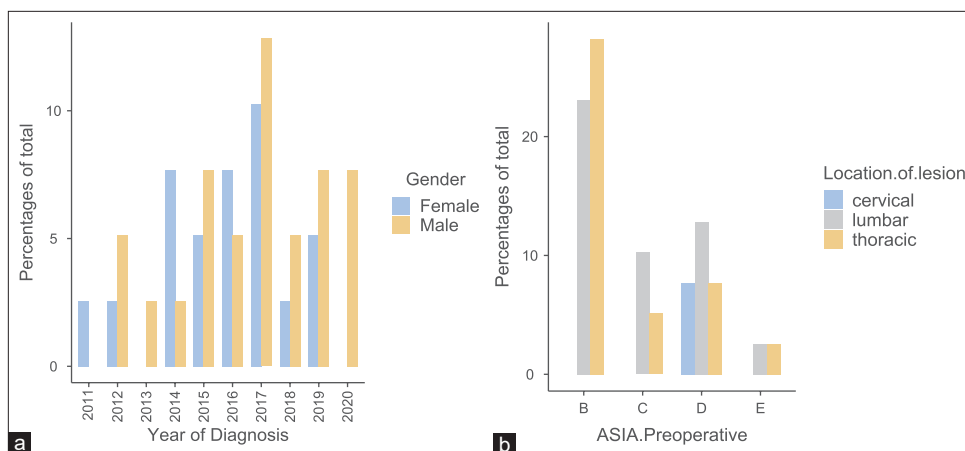 Percentages of total
10
5
0
2011
2012
2013
2014
2015
2016
2017
2018
2019
2020
Year of Diagnosis
Gender
Female
Male
a
Percentages of total
20
10
0
B
C
D
E
ASIA.Preoperative
Location.of.lesion
cervical
lumbar
thoracic
b